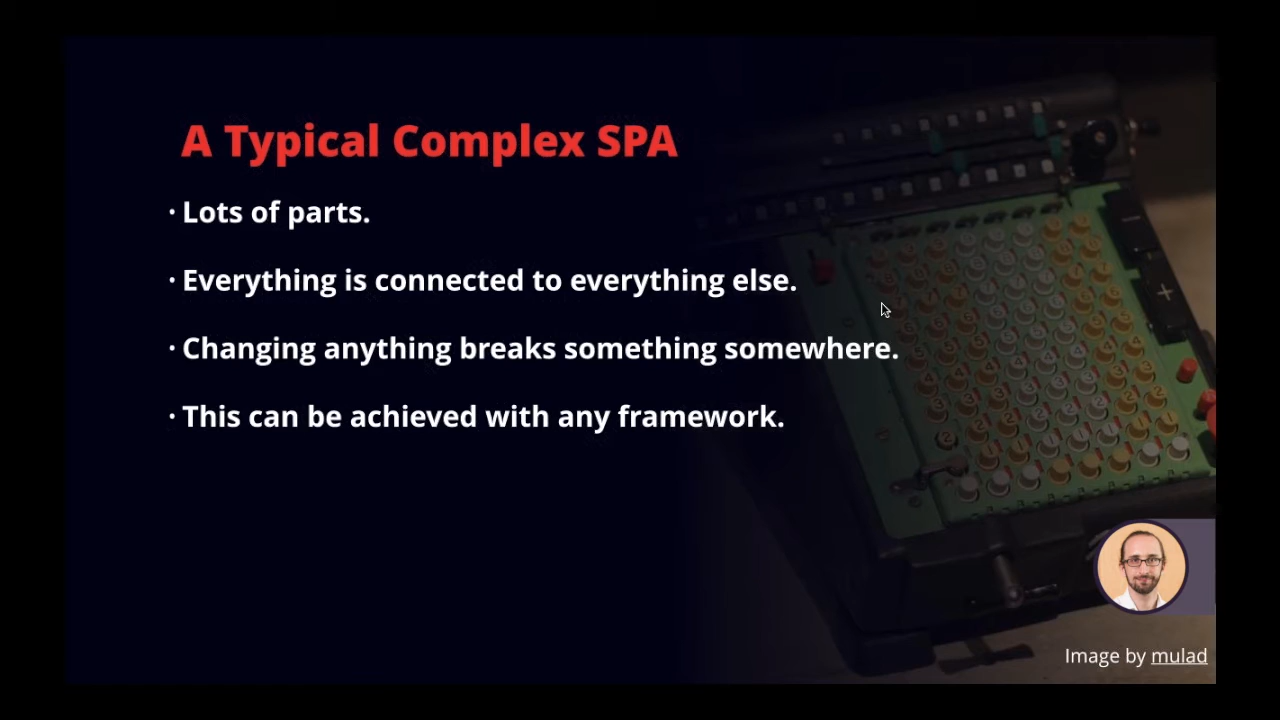 A Typical Complex SPA
· Lots of parts.
· Everything is connected to everything else.
· Changing anything breaks something somewhere.
· This can be achieved with any framework.
Image by mulad